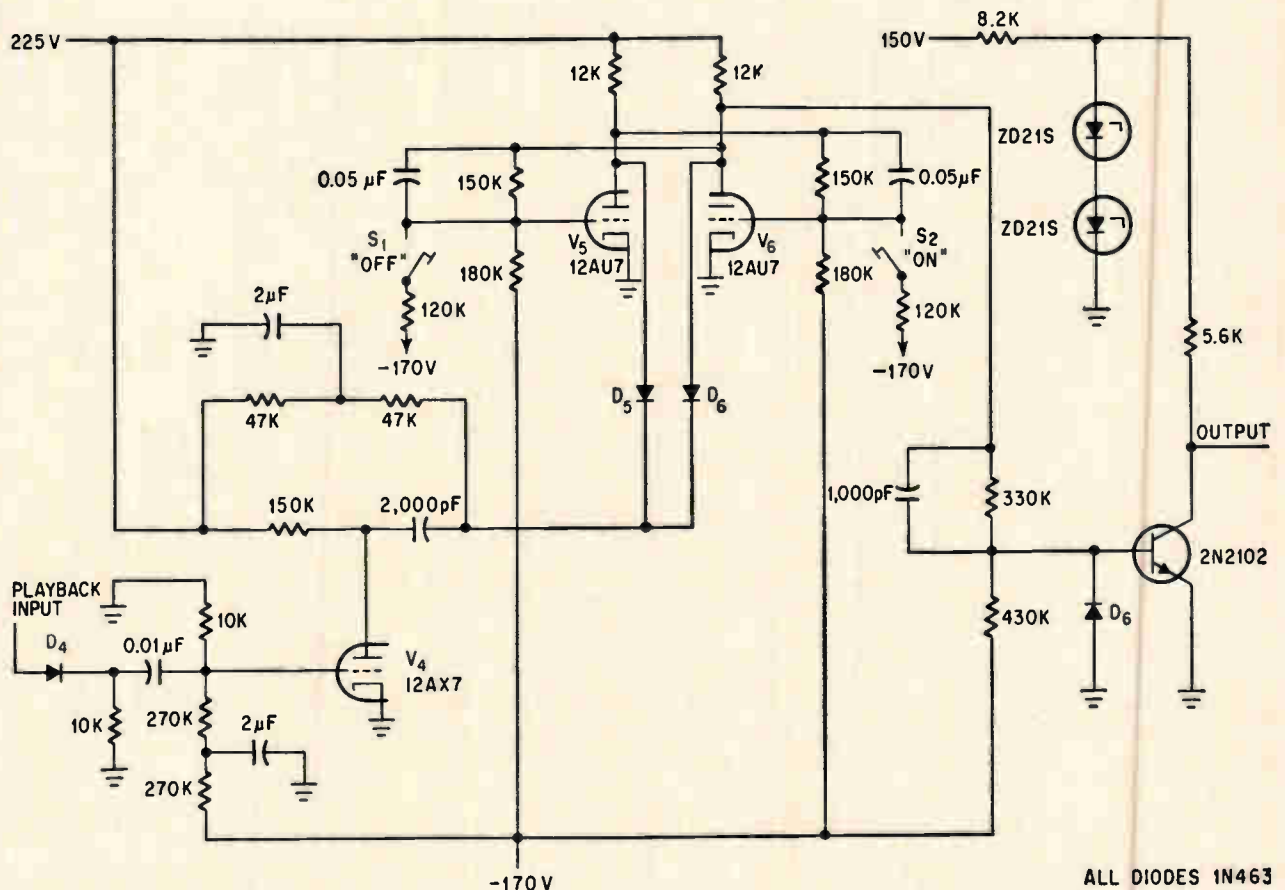 225V
12K
12K
150V
8.2K
ZD21S
ZD21S
0.05 µF
150K
150K
0.05µF
S1
"OFF"
V5
12AU7
V6
12AU7
S2
"ON"
180K
180K
120K
120K
-170V
-170V
2µF
47K
47K
D5
D6
5.6K
OUTPUT
150K
2,000pF
1,000pF
330K
2N2102
PLAYBACK
INPUT
D4
0.01µF
10K
V4
12AX7
430K
D6
10K
270K
2µF
270K
-170V
ALL DIODES 1N463